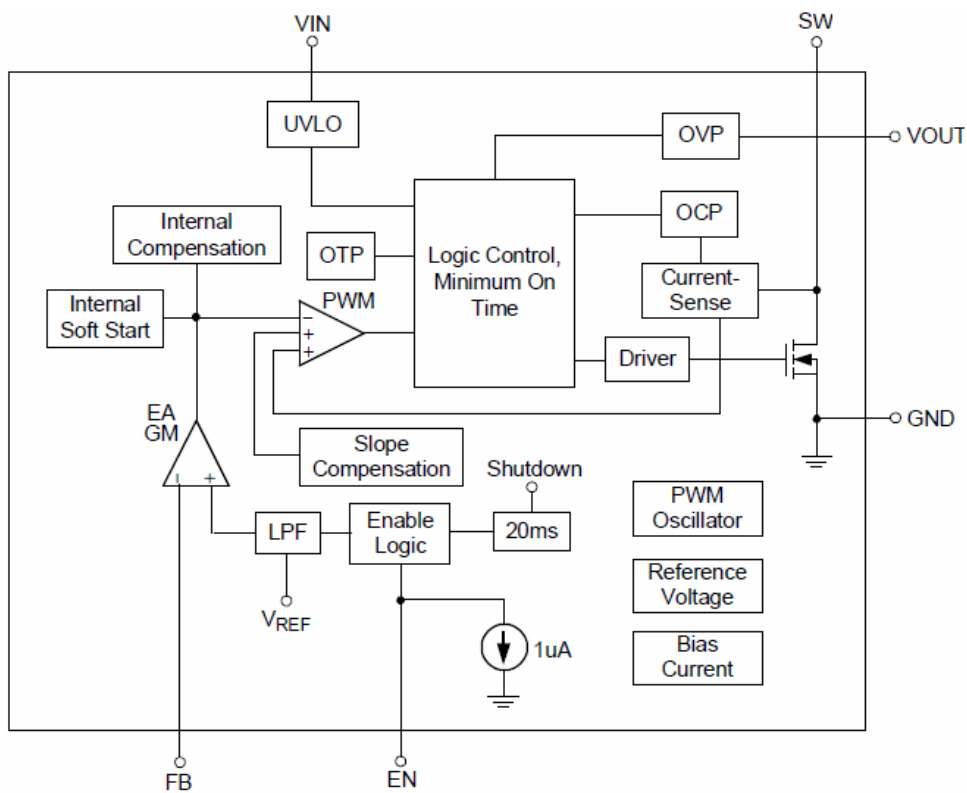 VIN
SW
UVLO
OVP
VOUT
Internal
Compensation
OTP
Logic Control,
Minimum On
Time
OCP
Internal
Soft Start
PWM
Current-
Sense
Driver
EA
GM
GND
Slope
Compensation
Shutdown
LPF
Enable
Logic
20ms
PWM
Oscillator
VREF
Reference
Voltage
1uA
Bias
Current
FB
EN